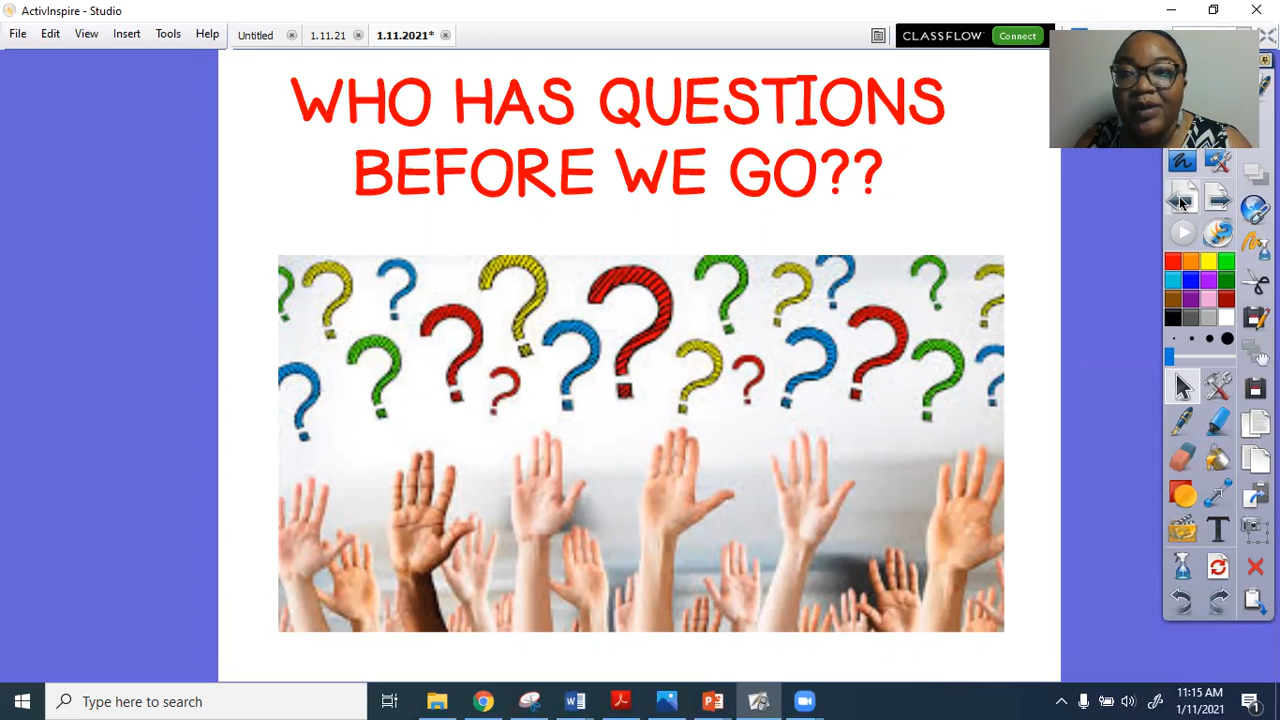 ActivInspire - Studio
File Edit View Insert Tools Help
Untitled 1.11.21 1.11.2021* CLASSFLOW Connect
WHO HAS QUESTIONS
BEFORE WE GO??
? ? ? ? ? ? ? ? ? ?
? ? ? ? ? ? ? ? ?
T
Type here to search
11:15 AM
1/11/2021
1